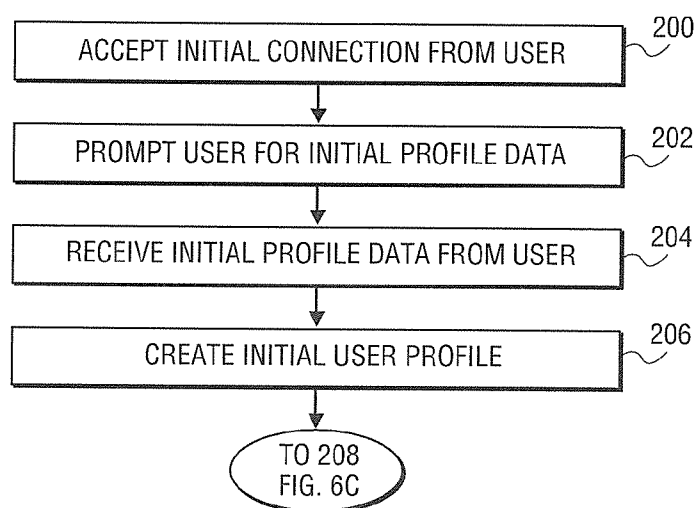 ACCEPT INITIAL CONNECTION FROM USER 200
PROMPT USER FOR INITIAL PROFILE DATA 202
RECEIVE INITIAL PROFILE DATA FROM USER 204
CREATE INITIAL USER PROFILE 206
TO 208
FIG. 6C